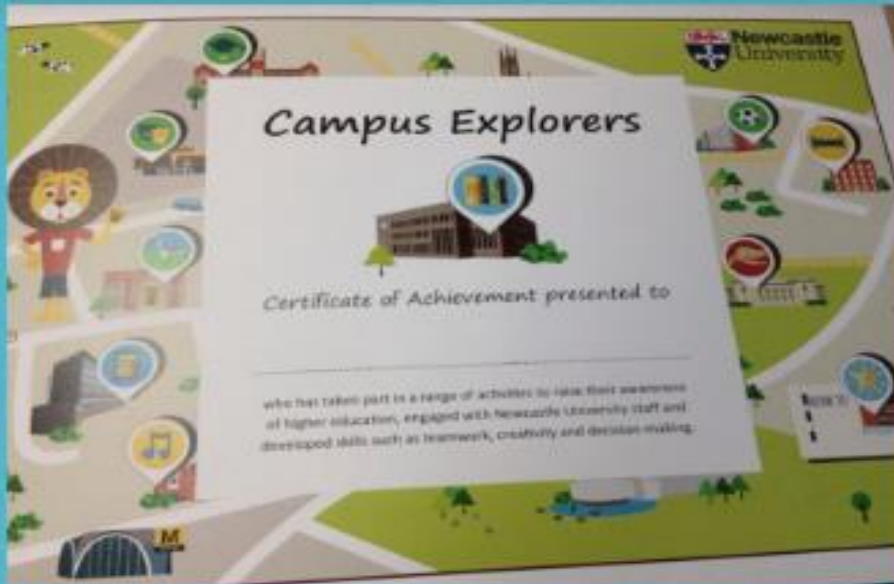 Newcastle
University
Campus Explorers
Certificate of Achievement presented to
who has taken part in a range of activities to raise their awareness
of higher education, engaged with Newcastle University staff and
developed skills such as teamwork, creativity and decision-making.
M